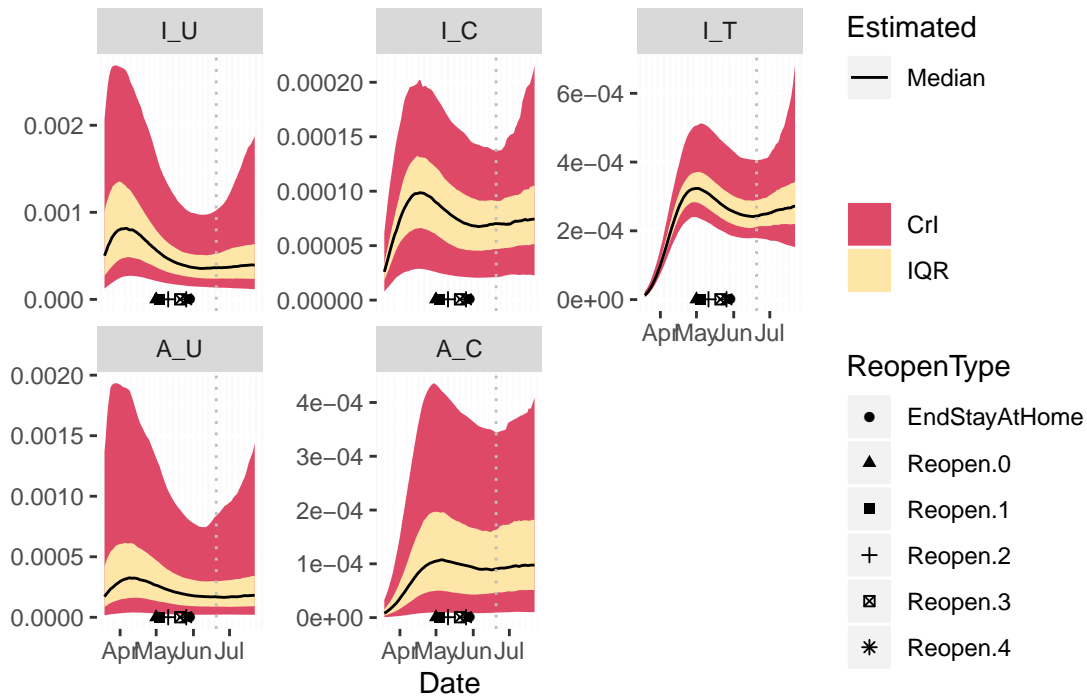 I_U
0.002
0.001
0.000
I_C
0.00020
0.00015
0.00010
0.00005
0.00000
I_T
6e−04
4e−04
2e−04
0e+00
Apr May Jun Jul
A_U
0.0020
0.0015
0.0010
0.0005
0.0000
Apr May Jun Jul
A_C
4e−04
3e−04
2e−04
1e−04
0e+00
Apr May Jun Jul
Date
Estimated
Median
CrI
IQR
ReopenType
EndStayAtHome
Reopen.0
Reopen.1
Reopen.2
Reopen.3
Reopen.4